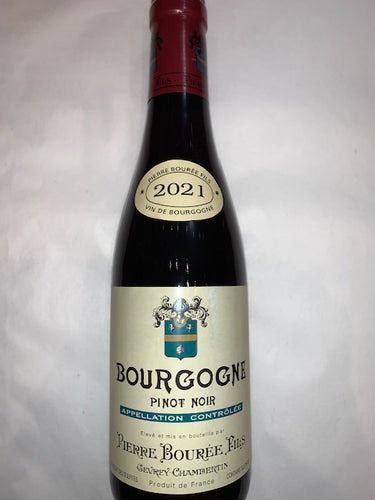 PIERRE BOURÉE FILS
2021
VIN DE BOURGOGNE
BOURGOGNE
PINOT NOIR
APPELLATION CONTRÔLÉE
Elevé et mis en bouteille par
PIERRE BOURÉE FILS
GEVREY-CHAMBERTIN
Produit de France